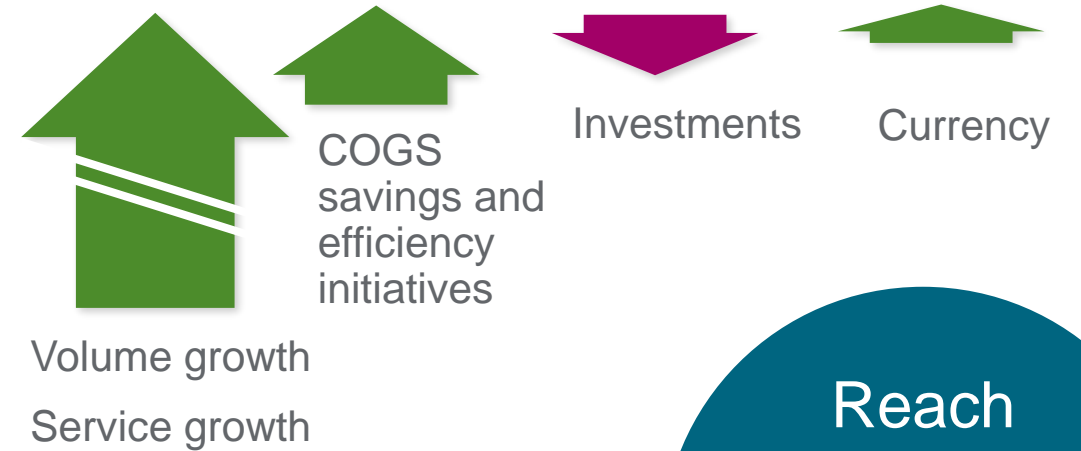 Volume growth
Service growth
COGS
savings and
efficiency
initiatives
Investments
Currency
Reach